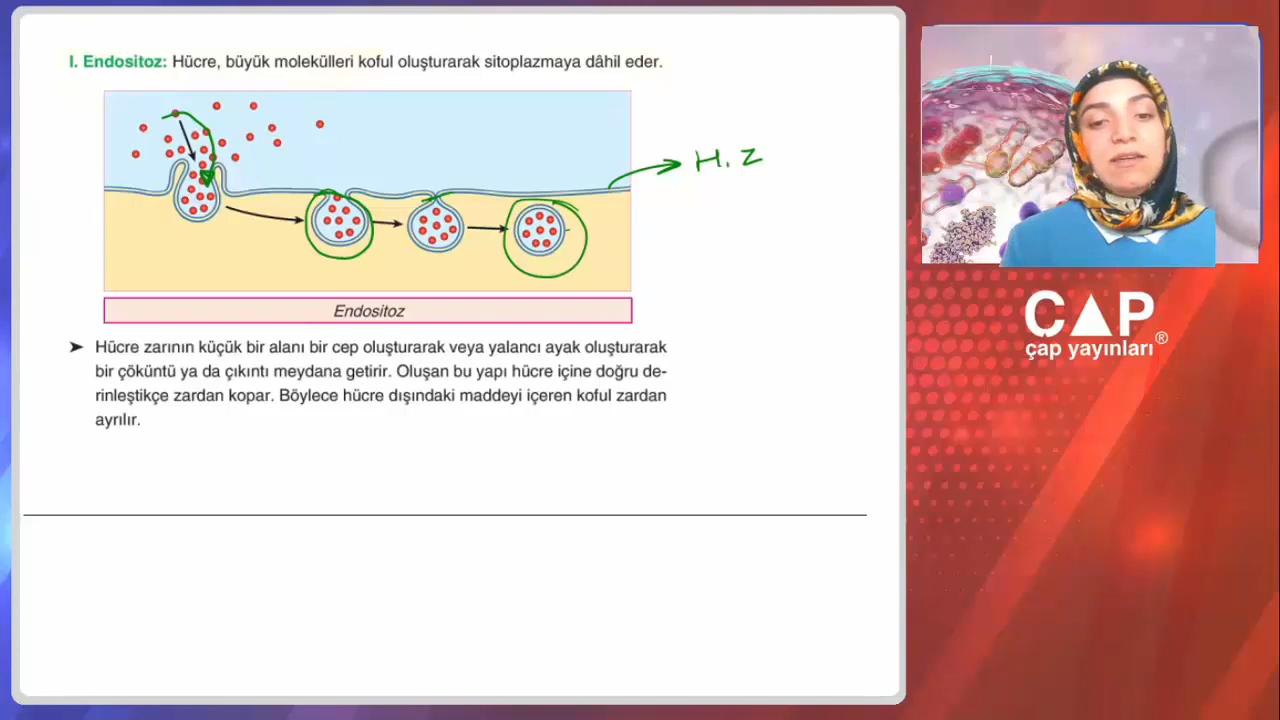 I. Endositoz: Hücre, büyük molekülleri koful oluşturarak sitoplazmaya dâhil eder.
H. Z
Endositoz
➤ Hücre zarının küçük bir alanı bir cep oluşturarak veya yalancı ayak oluşturarak
bir çöküntü ya da çıkıntı meydana getirir. Oluşan bu yapı hücre içine doğru de-
rinleştikçe zardan kopar. Böylece hücre dışındaki maddeyi içeren koful zardan
ayrılır.
ÇAP
çap yayınları®